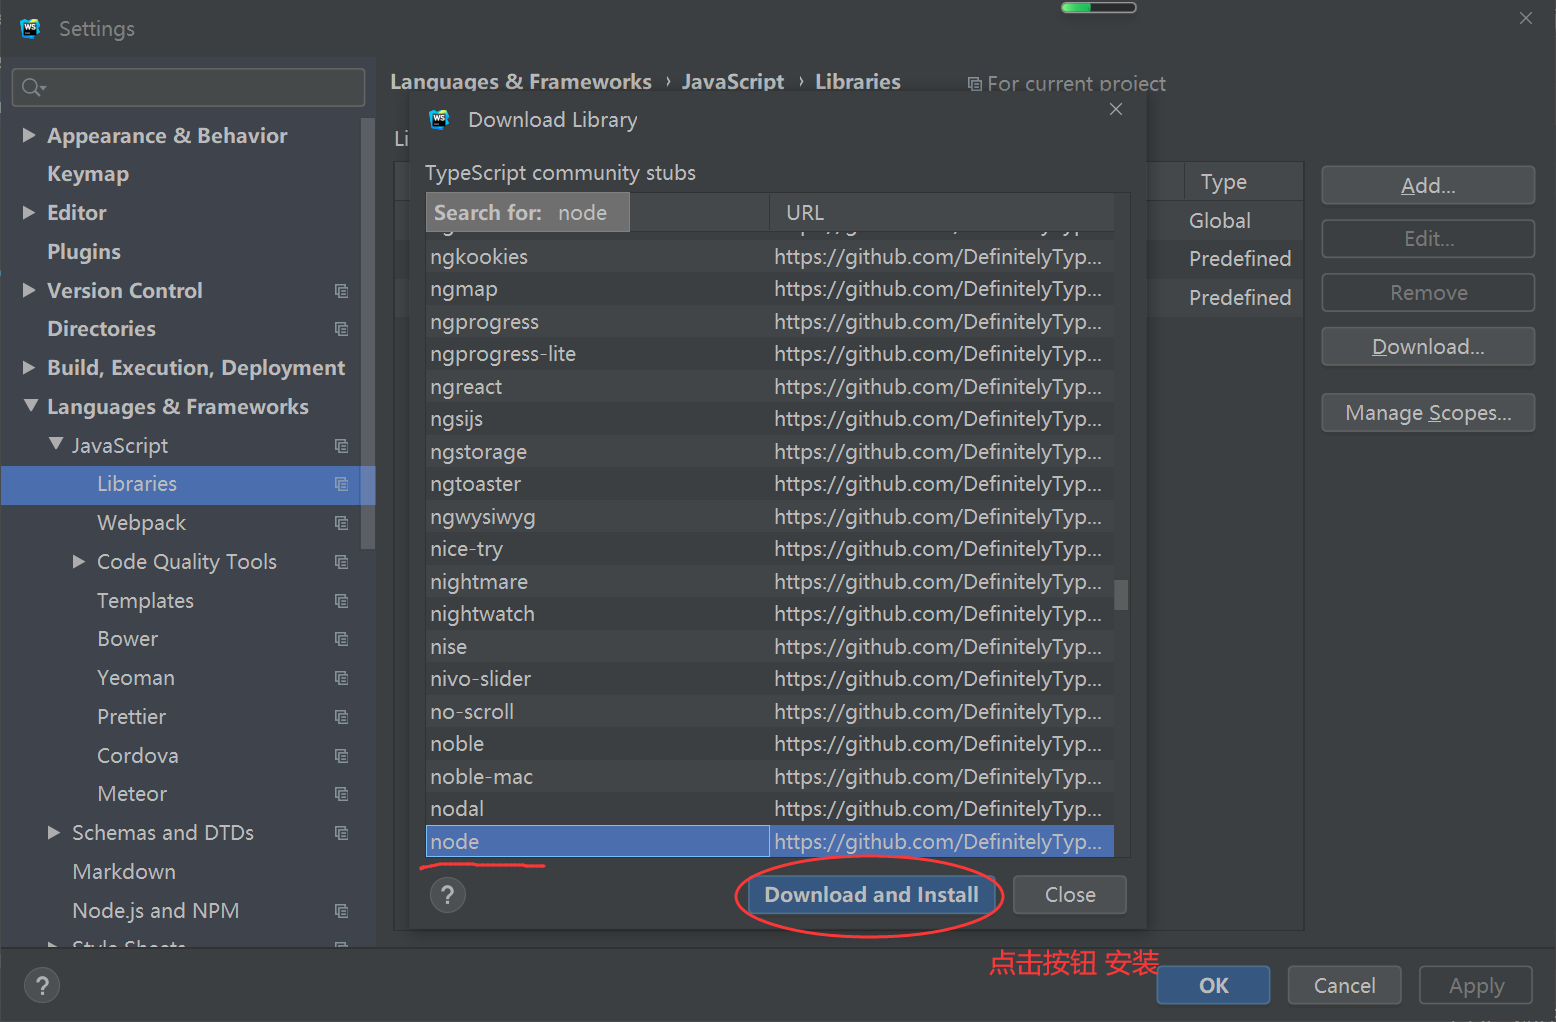 WS Settings
Languages & Frameworks › JavaScript › Libraries
For current project
Appearance & Behavior
Keymap
Editor
Plugins
Version Control
Directories
Build, Execution, Deployment
Languages & Frameworks
JavaScript
Libraries
Webpack
Code Quality Tools
Templates
Bower
Yeoman
Prettier
Cordova
Meteor
Schemas and DTDs
Markdown
Node.js and NPM
Style Sheets
Li
WS Download Library
TypeScript community stubs
Search for: node
URL
ngkookies https://github.com/DefinitelyTyp...
ngmap https://github.com/DefinitelyTyp...
ngprogress https://github.com/DefinitelyTyp...
ngprogress-lite https://github.com/DefinitelyTyp...
ngreact https://github.com/DefinitelyTyp...
ngsijs https://github.com/DefinitelyTyp...
ngstorage https://github.com/DefinitelyTyp...
ngtoaster https://github.com/DefinitelyTyp...
ngwysiwyg https://github.com/DefinitelyTyp...
nice-try https://github.com/DefinitelyTyp...
nightmare https://github.com/DefinitelyTyp...
nightwatch https://github.com/DefinitelyTyp...
nise https://github.com/DefinitelyTyp...
nivo-slider https://github.com/DefinitelyTyp...
no-scroll https://github.com/DefinitelyTyp...
noble https://github.com/DefinitelyTyp...
noble-mac https://github.com/DefinitelyTyp...
nodal https://github.com/DefinitelyTyp...
node https://github.com/DefinitelyTyp...
? Download and Install Close
Type
Global
Predefined
Predefined
Add...
Edit...
Remove
Download...
Manage Scopes...
点击按钮 安装
? OK Cancel Apply